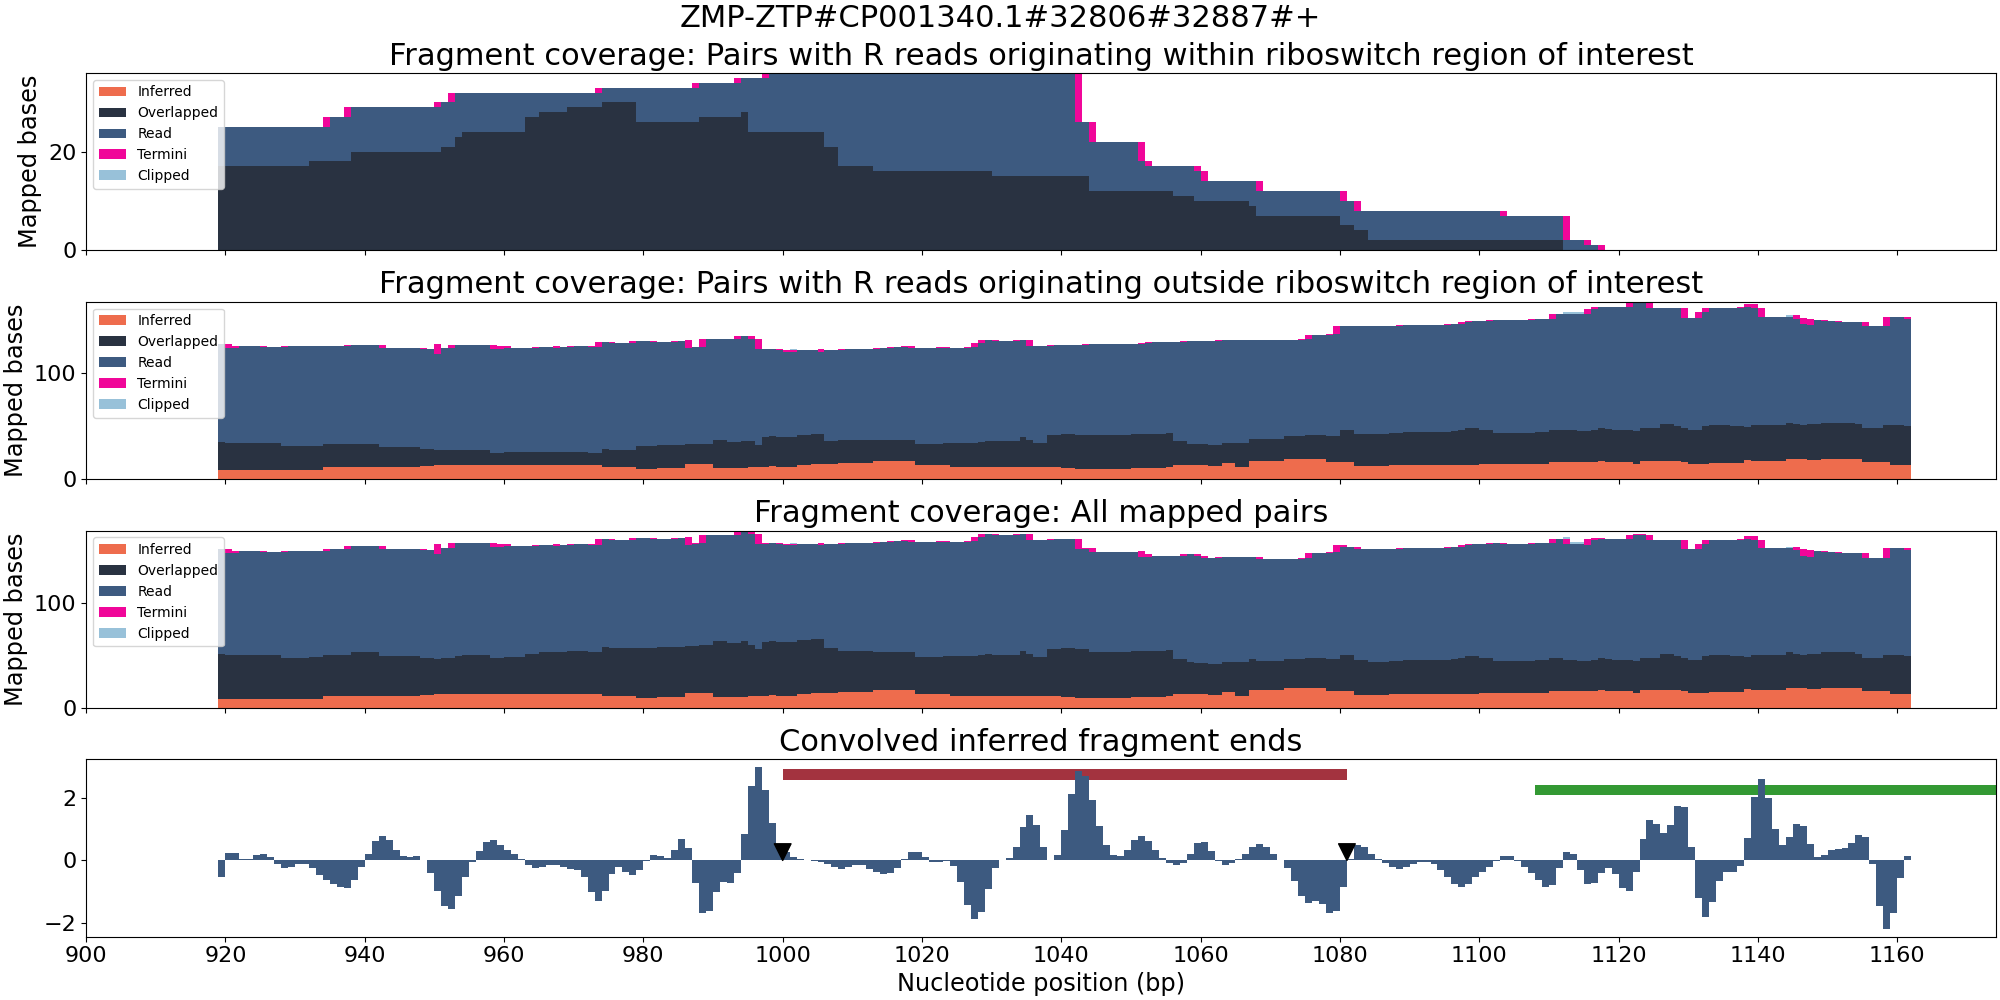 ZMP-ZTP#CP001340.1#32806#32887#+
Fragment coverage: Pairs with R reads originating within riboswitch region of interest
Mapped bases
20
0
Inferred
Overlapped
Read
Termini
Clipped
Fragment coverage: Pairs with R reads originating outside riboswitch region of interest
Mapped bases
100
0
Inferred
Overlapped
Read
Termini
Clipped
Fragment coverage: All mapped pairs
Mapped bases
100
0
Inferred
Overlapped
Read
Termini
Clipped
Convolved inferred fragment ends
2
0
−2
900 920 940 960 980 1000 1020 1040 1060 1080 1100 1120 1140 1160
Nucleotide position (bp)